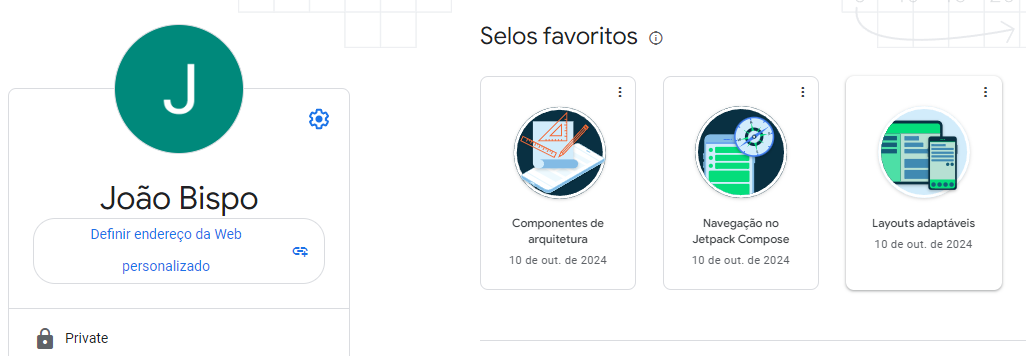 J
João Bispo
Definir endereço da Web
personalizado
Private
Selos favoritos
Componentes de
arquitetura
10 de out. de 2024
Navegação no
Jetpack Compose
10 de out. de 2024
Layouts adaptáveis
10 de out. de 2024